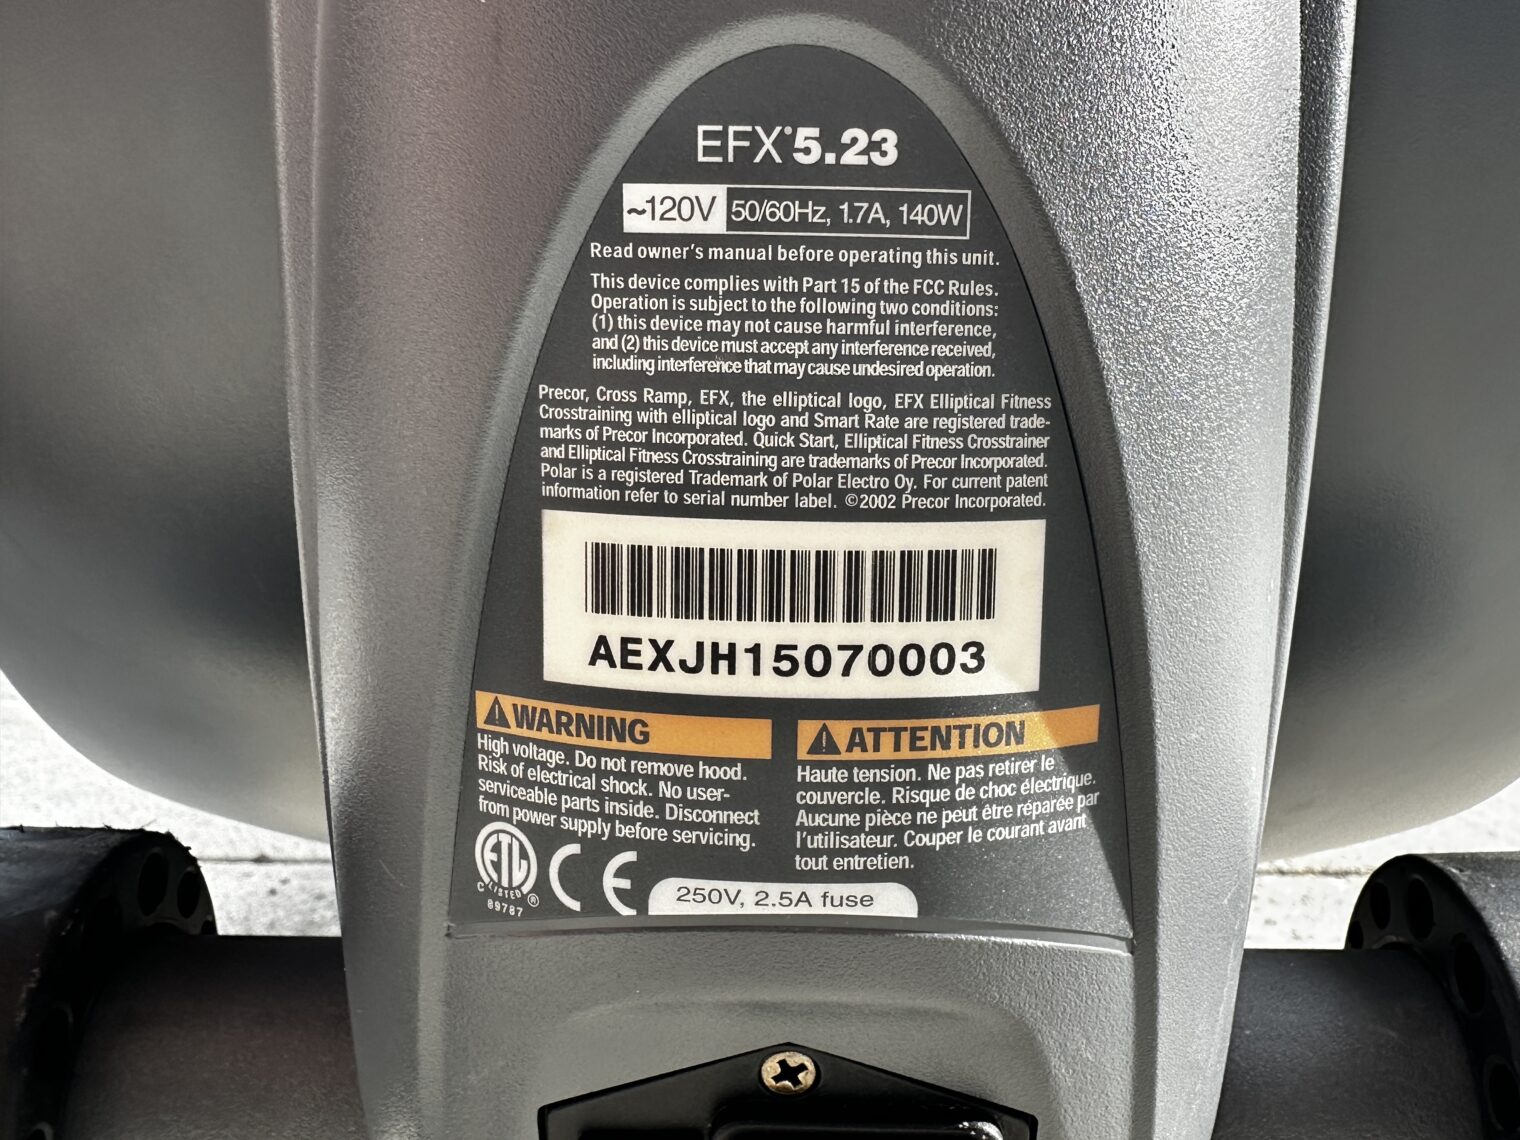 EFX® 5.23
~120V 50/60Hz, 1.7A, 140W
Read owner's manual before operating this unit.
This device complies with Part 15 of the FCC Rules.
Operation is subject to the following two conditions:
(1) this device may not cause harmful interference,
and (2) this device must accept any interference received,
including interference that may cause undesired operation.
Precor, Cross Ramp, EFX, the elliptical logo, EFX Elliptical Fitness
Crosstraining with elliptical logo and Smart Rate are registered trade-
marks of Precor Incorporated. Quick Start, Elliptical Fitness Crosstrainer
and Elliptical Fitness Crosstraining are trademarks of Precor Incorporated.
Polar is a registered Trademark of Polar Electro Oy. For current patent
information refer to serial number label. ©2002 Precor Incorporated.
AEXJH15070003
WARNING
High voltage. Do not remove hood.
Risk of electrical shock. No user-
serviceable parts inside. Disconnect
from power supply before servicing.
ATTENTION
Haute tension. Ne pas retirer le
couvercle. Risque de choc électrique.
Aucune pièce ne peut être réparée par
l'utilisateur. Couper le courant avant
tout entretien.
ETL
C LISTED ®
89787
CE
250V, 2.5A fuse